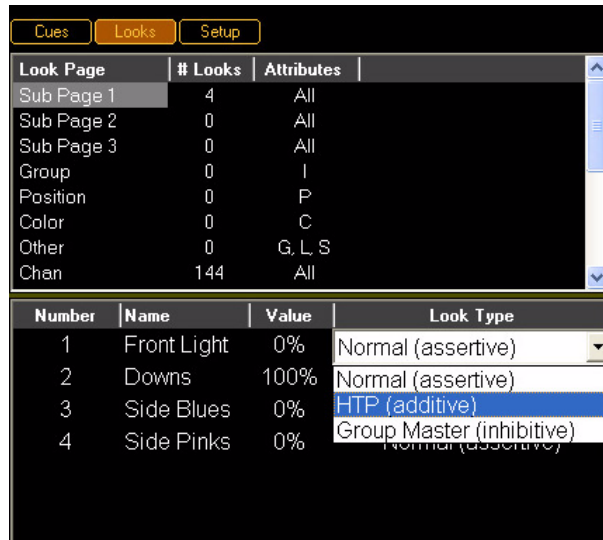 Cues Looks Setup
Look Page # Looks Attributes
Sub Page 1 4 All
Sub Page 2 0 All
Sub Page 3 0 All
Group 0 I
Position 0 P
Color 0 C
Other 0 G, L, S
Chan 144 All
Number Name Value Look Type
1 Front Light 0% Normal (assertive)
2 Downs 100% Normal (assertive)
3 Side Blues 0% HTP (additive)
Group Master (inhibitive)
4 Side Pinks 0% Normal (assertive)